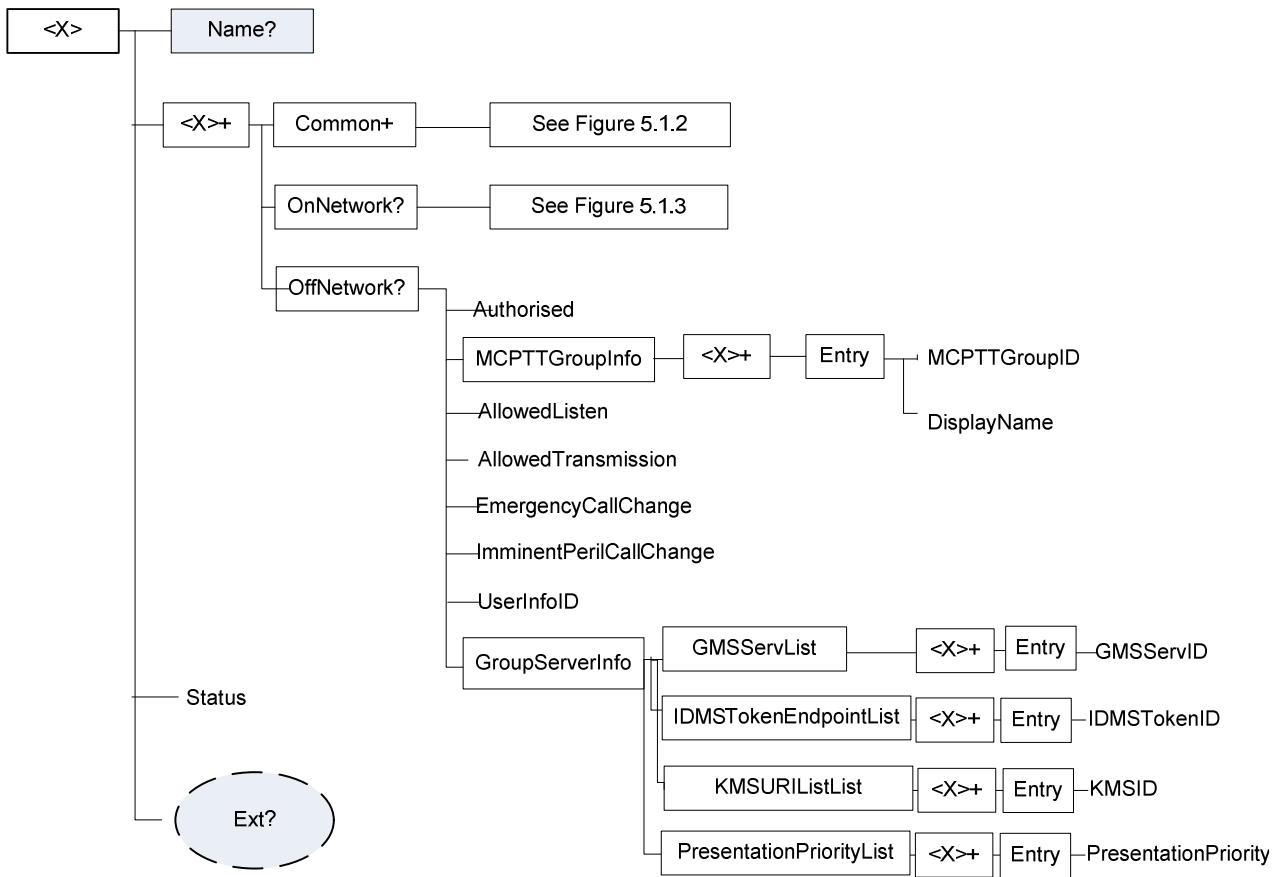 <X>
Name?
<X>+
Common+
See Figure 5.1.2
OnNetwork?
See Figure 5.1.3
OffNetwork?
Authorised
MCPTTGroupInfo
<X>+
Entry
MCPTTGroupID
DisplayName
AllowedListen
AllowedTransmission
EmergencyCallChange
ImminentPerilCallChange
UserInfoID
GroupServerInfo
GMSServList
<X>+
Entry
GMSServID
IDMSTokenEndpointList
<X>+
Entry
IDMSTokenID
KMSURIListList
<X>+
Entry
KMSID
PresentationPriorityList
<X>+
Entry
PresentationPriority
Status
Ext?